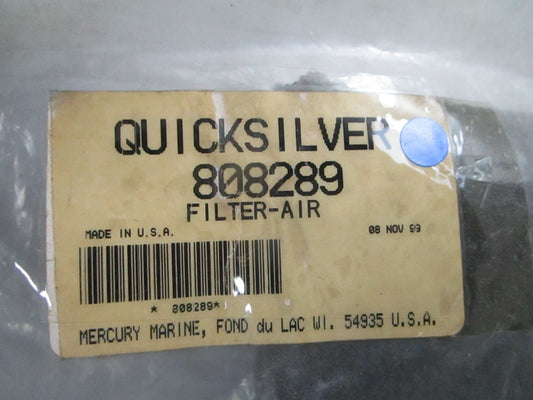 QUICKSILVER
808289
FILTER-AIR
MADE IN U.S.A. 08 NOV 99
* 808289*
MERCURY MARINE, FOND du LAC WI. 54935 U.S.A.